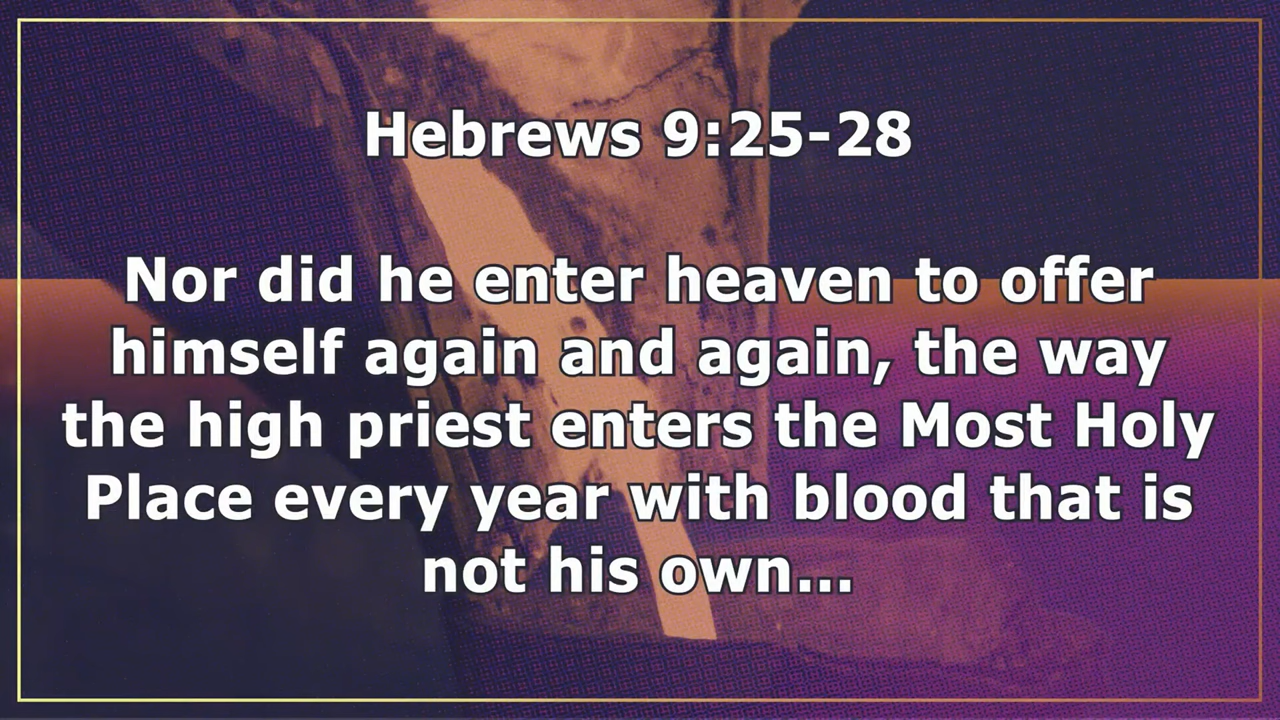 Hebrews 9:25-28
Nor did he enter heaven to offer
himself again and again, the way
the high priest enters the Most Holy
Place every year with blood that is
not his own...